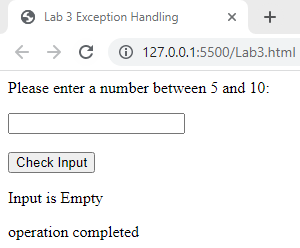 Lab 3 Exception Handling
127.0.0.1:5500/Lab3.html
Please enter a number between 5 and 10:
Check Input
Input is Empty
operation completed